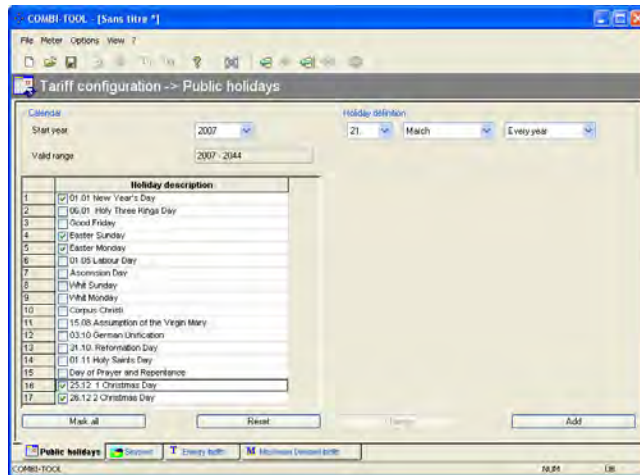 COMBI-TOOL - [Sans titre *]
File Meter Options View ?
Tariff configuration -> Public holidays
Calendar
Holiday definition
Start year 2007
21. March Every year
Valid range 2007 - 2044
Holiday description
1 01.01 New Year's Day
2 06.01 Holy Three Kings Day
3 Good Friday
4 Easter Sunday
5 Easter Monday
6 01.05 Labour Day
7 Ascension Day
8 Whit Sunday
9 Whit Monday
10 Corpus Christi
11 15.08 Assumption of the Virgin Mary
12 03.10 German Unification
13 31.10. Reformation Day
14 01.11 Holy Saints Day
15 Day of Prayer and Repentance
16 25.12 1 Christmas Day
17 26.12 2 Christmas Day
Mark all Reset Add
Public holidays Seasons T Energy tariffs M Maximum Demand tariffs
COMBI-TOOL NUM DB